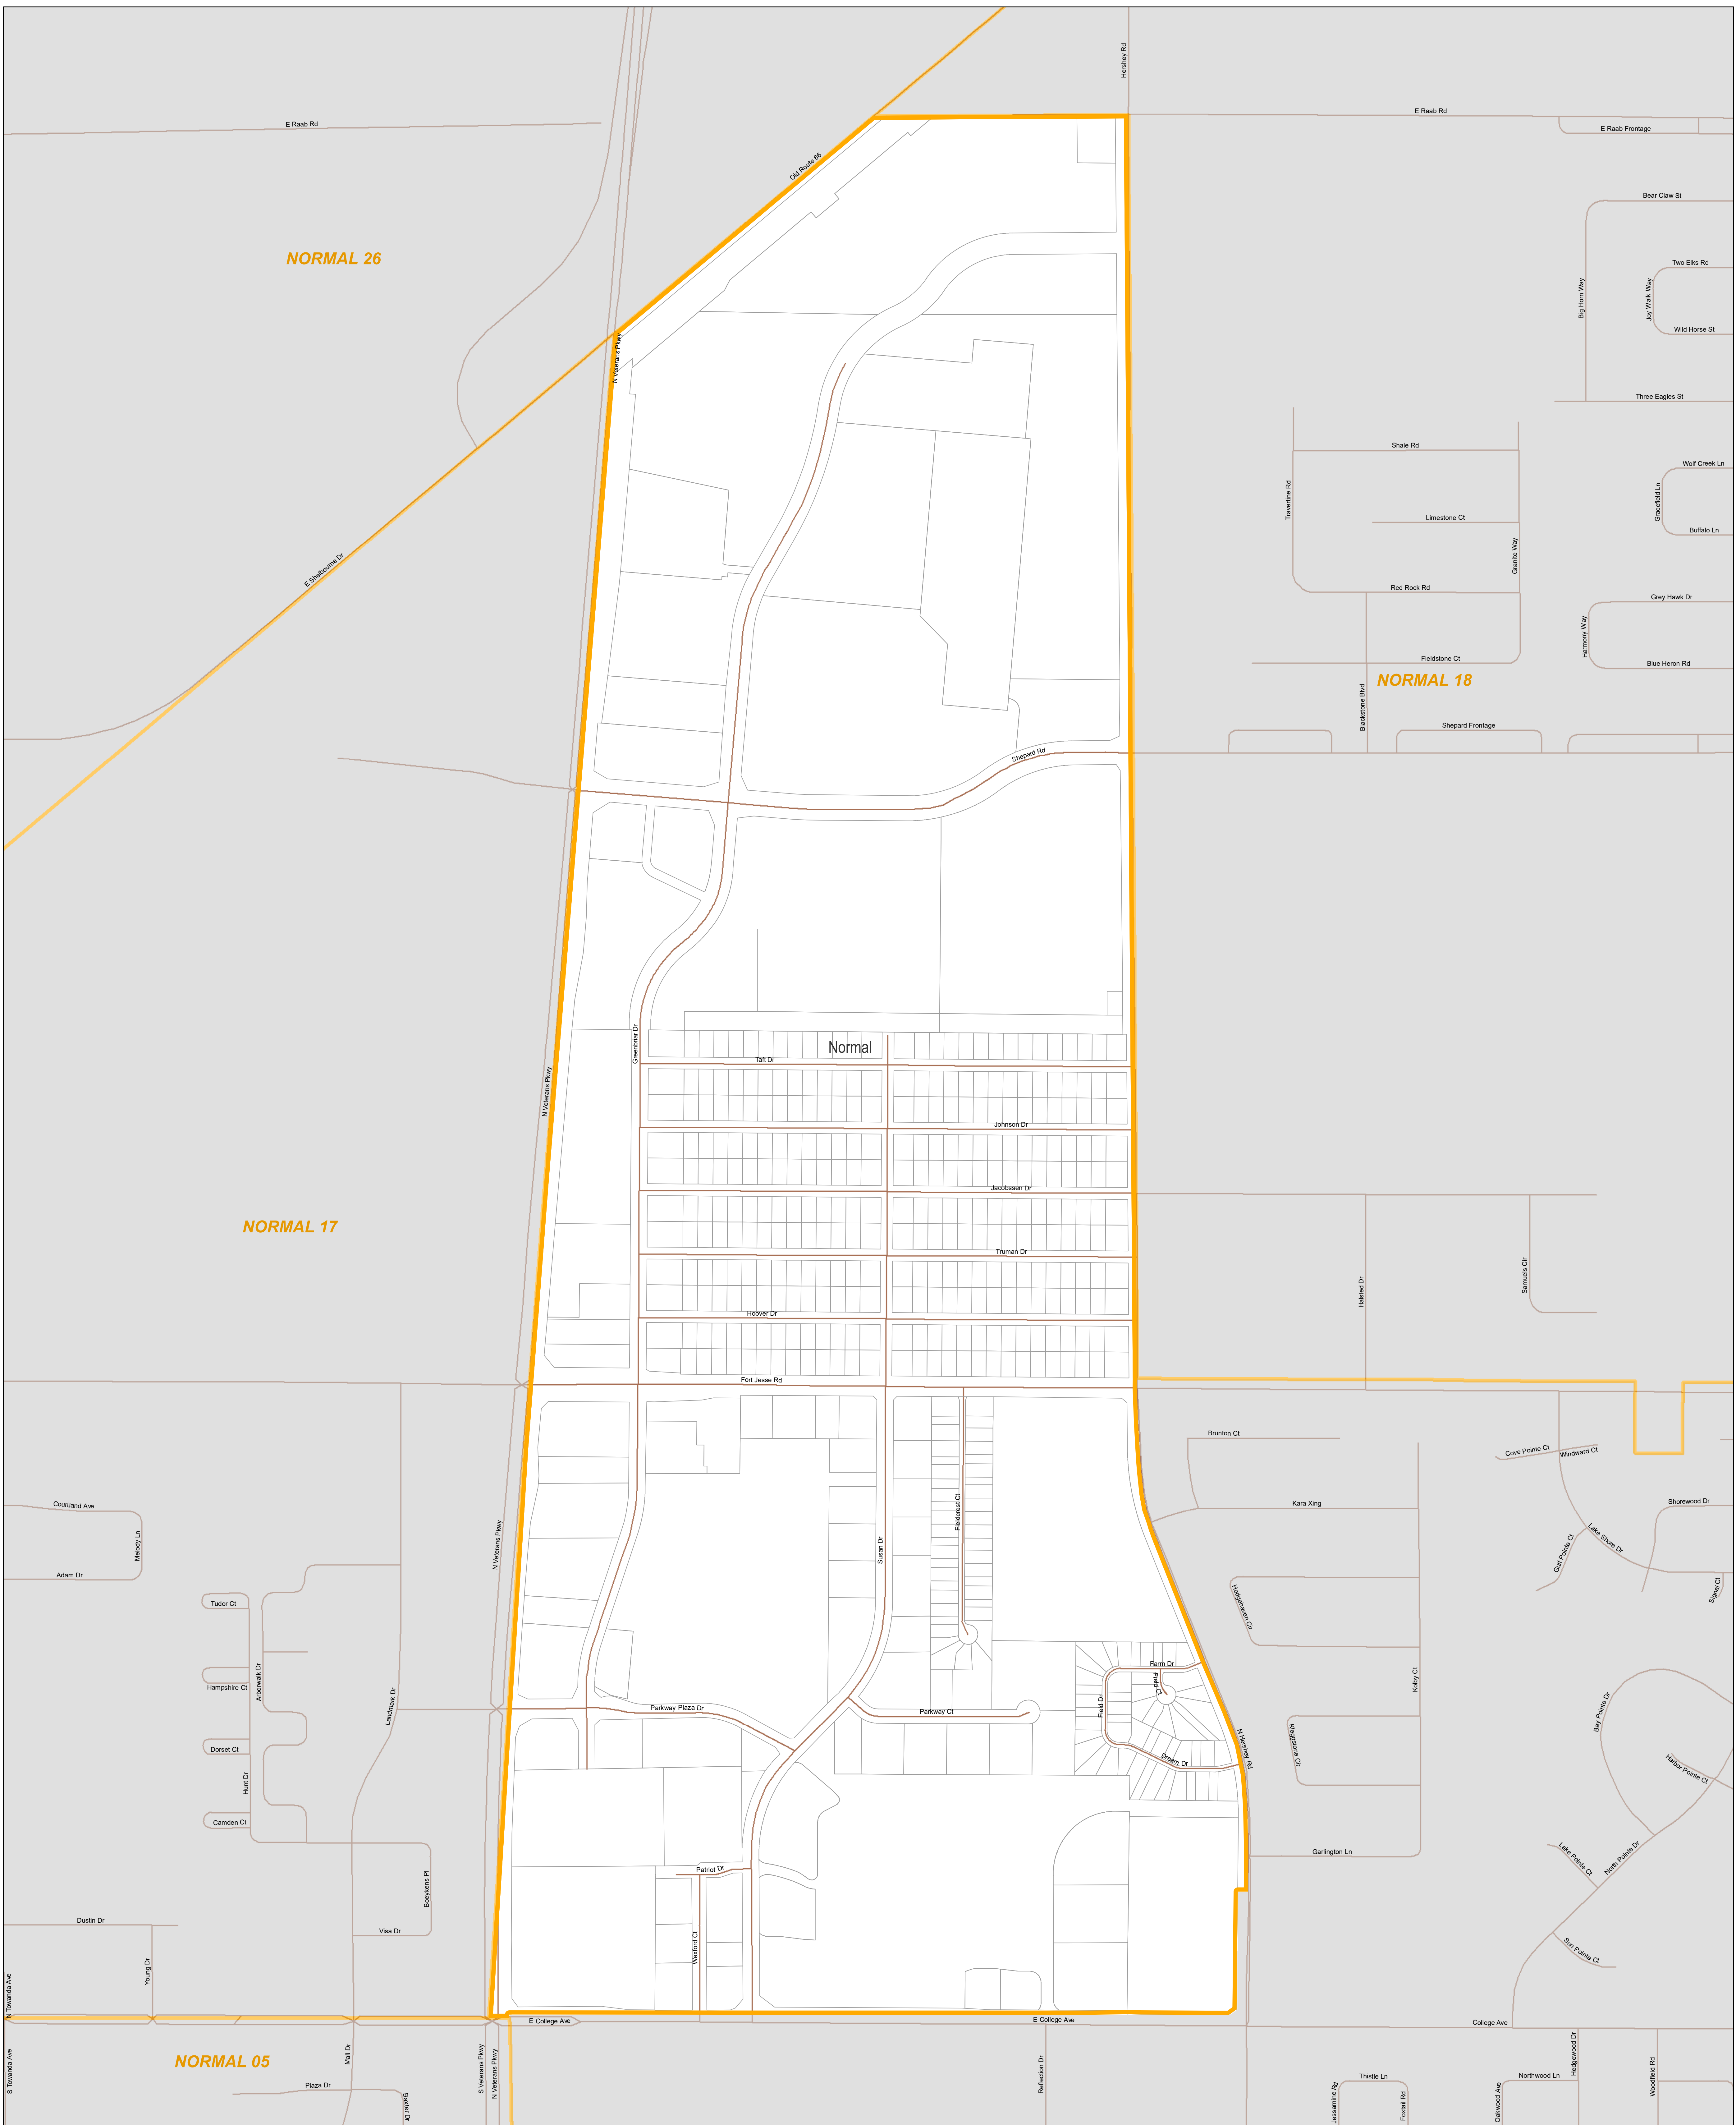 Hershey Rd
E Raab Rd
E Raab Rd
E Raab Frontage
Old Route 66
Bear Claw St
NORMAL 26
Two Elks Rd
Big Horn Way
Joy Walk Way
Wild Horse St
N Veterans Pkwy
Three Eagles St
Shale Rd
Wolf Creek Ln
Travertine Rd
Gracefield Ln
Limestone Ct
Buffalo Ln
Granite Way
E Shelbourne Dr
Red Rock Rd
Grey Hawk Dr
Harmony Way
Fieldstone Ct
Blue Heron Rd
NORMAL 18
Blackstone Blvd
Shepard Frontage
Shepard Rd
Greenbriar Dr
Normal
Taft Dr
N Veterans Pkwy
Johnson Dr
Jacobssen Dr
NORMAL 17
Truman Dr
Halsted Dr
Samuels Cir
Hoover Dr
Fort Jesse Rd
Brunton Ct
Cove Pointe Ct
Windward Ct
Courtland Ave
Kara Xing
Shorewood Dr
Melody Ln
N Veterans Pkwy
Susan Dr
Fieldcrest Ct
Gulf Pointe Ct
Lake Shore Dr
Adam Dr
Signal Ct
Tudor Ct
Hodgehaven Cir
Arborwalk Dr
Farm Dr
Field Ct
Kolby Ct
Hampshire Ct
Landmark Dr
Parkway Plaza Dr
Parkway Ct
Field Dr
Bay Pointe Dr
Dorset Ct
N Hershey Rd
Kleggstone Cir
Dream Dr
Harbor Pointe Ct
Hunt Dr
Camden Ct
Garlington Ln
Lake Pointe Ct
North Pointe Dr
Patriot Dr
Boeykens Pl
Dustin Dr
Visa Dr
Wexford Ct
Sun Pointe Ct
Young Dr
N Towanda Ave
E College Ave
E College Ave
College Ave
NORMAL 05
S Towanda Ave
Mall Dr
S Veterans Pkwy
N Veterans Pkwy
Reflection Dr
Hedgewood Dr
Woodfield Rd
Plaza Dr
Baxter Dr
Thistle Ln
Northwood Ln
Jessamine Rd
Foxtail Rd
Oakwood Ave